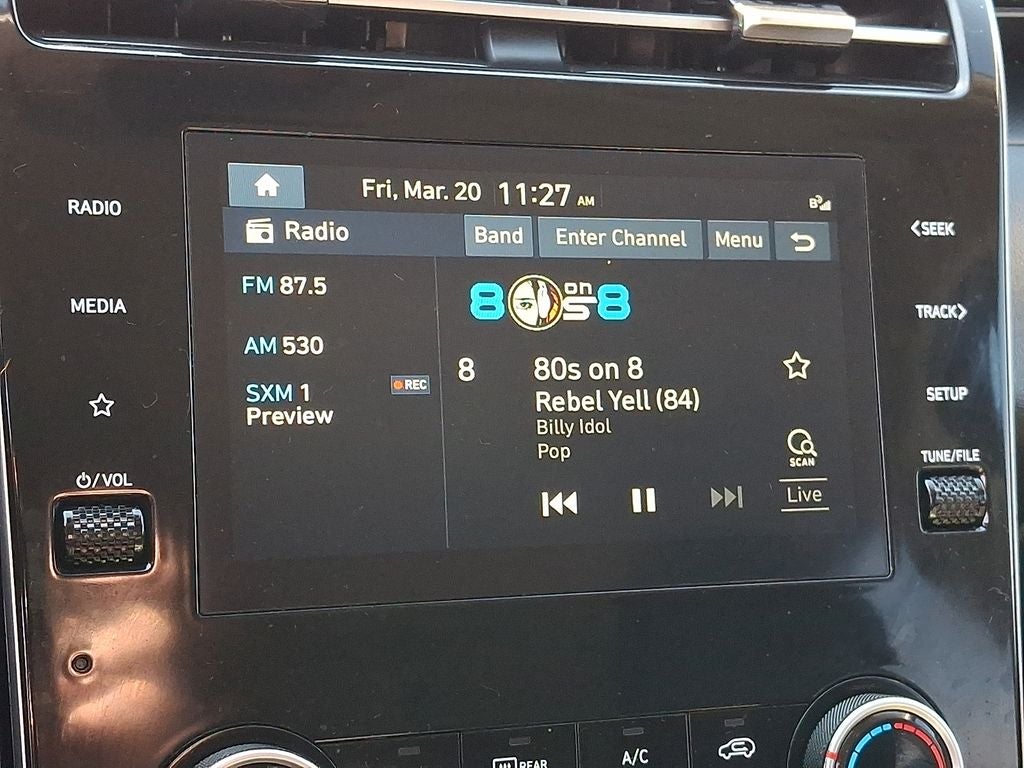 Fri, Mar. 20 11:27 AM
B
Radio
Band
Enter Channel
Menu
FM 87.5
AM 530
SXM 1
Preview
REC
8 on S 8
8
80s on 8
Rebel Yell (84)
Billy Idol
Pop
SCAN
Live
RADIO
MEDIA
/VOL
<SEEK
TRACK>
SETUP
TUNE/FILE
REAR
A/C